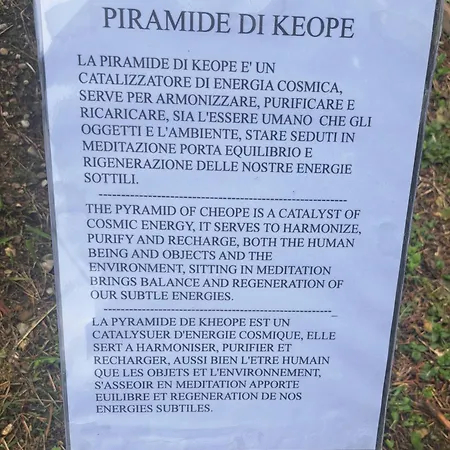 PIRAMIDE DI KEOPE
LA PIRAMIDE DI KEOPE E' UN
CATALIZZATORE DI ENERGIA COSMICA,
SERVE PER ARMONIZZARE, PURIFICARE E
RICARICARE, SIA L'ESSERE UMANO CHE GLI
OGGETTI E L'AMBIENTE, STARE SEDUTI IN
MEDITAZIONE PORTA EQUILIBRIO E
RIGENERAZIONE DELLE NOSTRE ENERGIE
SOTTILI.
--------------------------------------------------------
THE PYRAMID OF CHEOPE IS A CATALYST OF
COSMIC ENERGY, IT SERVES TO HARMONIZE,
PURIFY AND RECHARGE, BOTH THE HUMAN
BEING AND OBJECTS AND THE
ENVIRONMENT, SITTING IN MEDITATION
BRINGS BALANCE AND REGENERATION OF
OUR SUBTLE ENERGIES.
--------------------------------------------------------_
LA PYRAMIDE DE KHEOPE EST UN
CATALYSUER D'ENERGIE COSMIQUE, ELLE
SERT A HARMONISER, PURIFIER ET
RECHARGER, AUSSI BIEN L'ETRE HUMAIN
QUE LES OBJETS ET L'ENVIRONNEMENT,
S'ASSEOIR EN MEDITATION APPORTE
EUILIBRE ET REGENERATION DE NOS
ENERGIES SUBTILES.